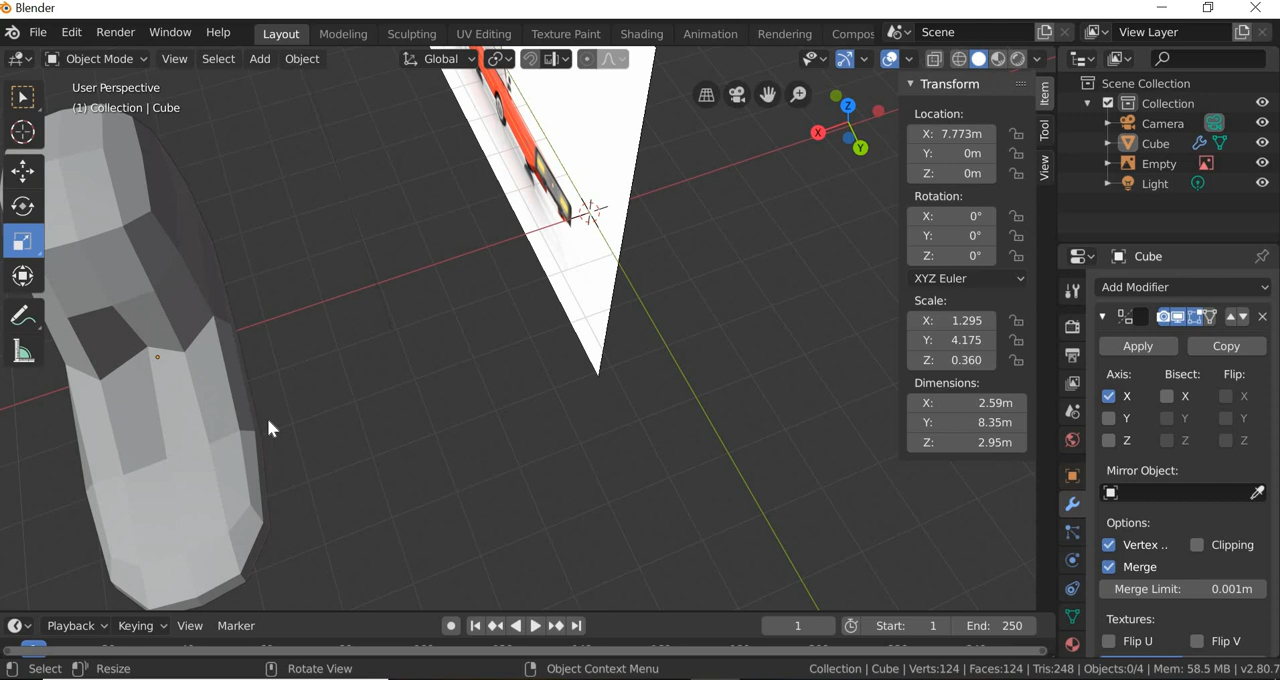 Blender
File Edit Render Window Help Layout Modeling Sculpting UV Editing Texture Paint Shading Animation Rendering Compos Scene View Layer
Object Mode View Select Add Object Global
User Perspective
(1) Collection | Cube
Z
X
Y
Transform
Location:
X: 7.773m
Y: 0m
Z: 0m
Rotation:
X: 0°
Y: 0°
Z: 0°
XYZ Euler
Scale:
X: 1.295
Y: 4.175
Z: 0.360
Dimensions:
X: 2.59m
Y: 8.35m
Z: 2.95m
Item
Tool
View
Scene Collection
Collection
Camera
Cube
Empty
Light
Cube
Add Modifier
Apply Copy
Axis: Bisect: Flip:
X X X
Y Y Y
Z Z Z
Mirror Object:
Options:
Vertex .. Clipping
Merge
Merge Limit: 0.001m
Textures:
Flip U Flip V
Playback Keying View Marker 1 Start: 1 End: 250
Select Resize Rotate View Object Context Menu Collection | Cube | Verts:124 | Faces:124 | Tris:248 | Objects:0/4 | Mem: 58.5 MB | v2.80.7